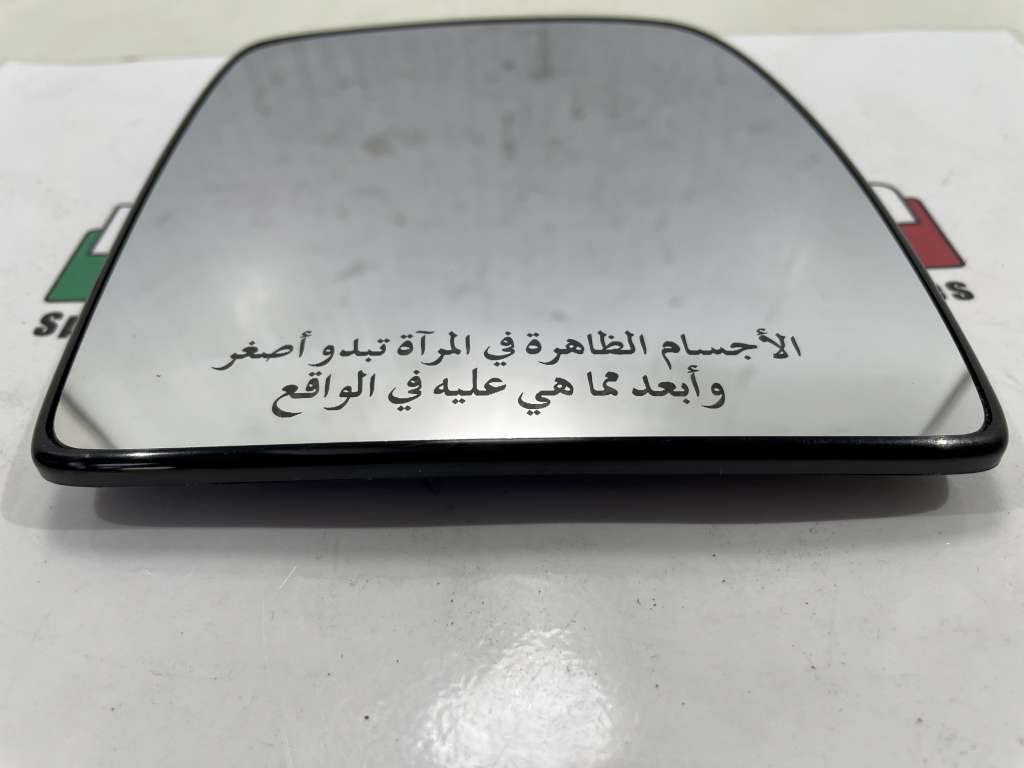 الأجسام الظاهرة في المرآة تبدو أصغر
وأبعد مما هي عليه في الواقع